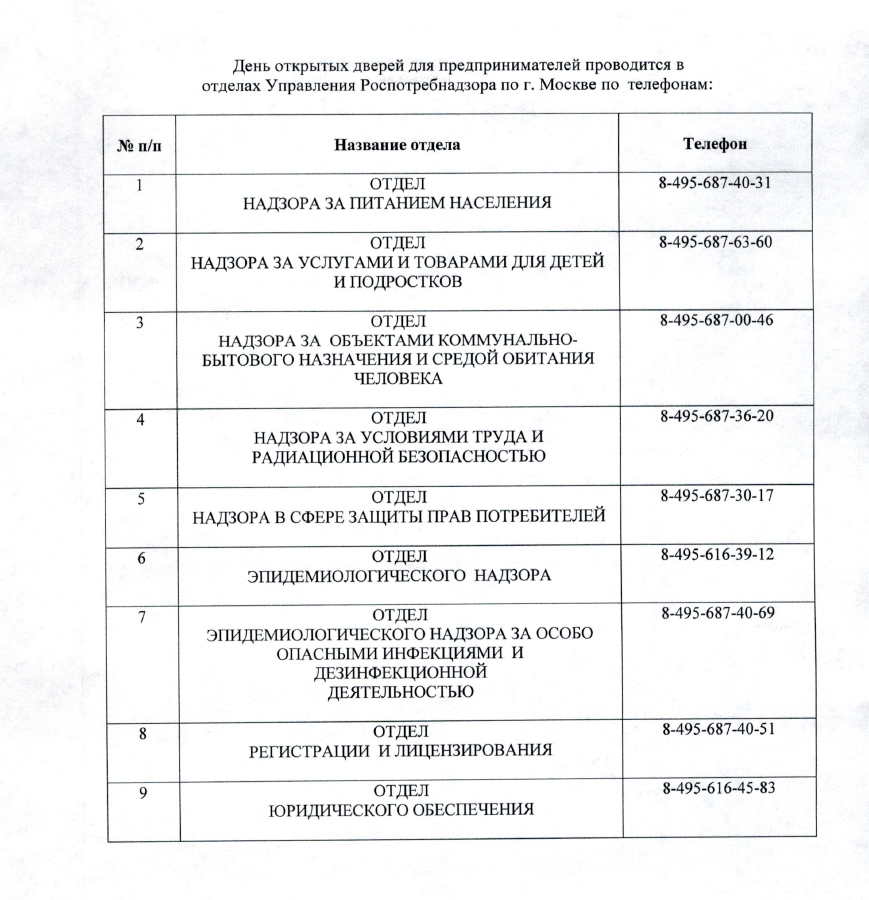 День открытых дверей для предпринимателей проводится в
отделах Управления Роспотребнадзора по г. Москве по телефонам:
№ п/п
Название отдела
Телефон
1
ОТДЕЛ
НАДЗОРА ЗА ПИТАНИЕМ НАСЕЛЕНИЯ
8-495-687-40-31
2
ОТДЕЛ
НАДЗОРА ЗА УСЛУГАМИ И ТОВАРАМИ ДЛЯ ДЕТЕЙ
И ПОДРОСТКОВ
8-495-687-63-60
3
ОТДЕЛ
НАДЗОРА ЗА ОБЪЕКТАМИ КОММУНАЛЬНО-
БЫТОВОГО НАЗНАЧЕНИЯ И СРЕДОЙ ОБИТАНИЯ
ЧЕЛОВЕКА
8-495-687-00-46
4
ОТДЕЛ
НАДЗОРА ЗА УСЛОВИЯМИ ТРУДА И
РАДИАЦИОННОЙ БЕЗОПАСНОСТЬЮ
8-495-687-36-20
5
ОТДЕЛ
НАДЗОРА В СФЕРЕ ЗАЩИТЫ ПРАВ ПОТРЕБИТЕЛЕЙ
8-495-687-30-17
6
ОТДЕЛ
ЭПИДЕМИОЛОГИЧЕСКОГО НАДЗОРА
8-495-616-39-12
7
ОТДЕЛ
ЭПИДЕМИОЛОГИЧЕСКОГО НАДЗОРА ЗА ОСОБО
ОПАСНЫМИ ИНФЕКЦИЯМИ И
ДЕЗИНФЕКЦИОННОЙ
ДЕЯТЕЛЬНОСТЬЮ
8-495-687-40-69
8
ОТДЕЛ
РЕГИСТРАЦИИ И ЛИЦЕНЗИРОВАНИЯ
8-495-687-40-51
9
ОТДЕЛ
ЮРИДИЧЕСКОГО ОБЕСПЕЧЕНИЯ
8-495-616-45-83